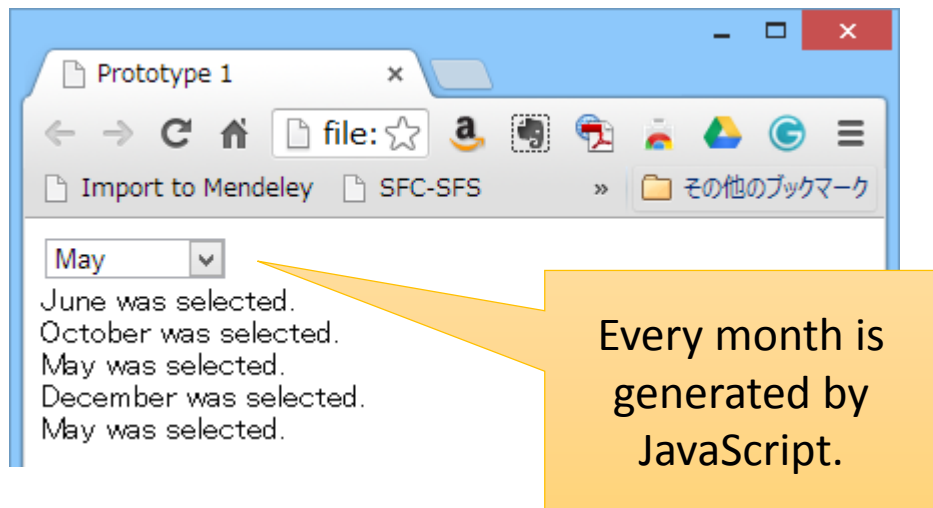 Prototype 1
file:
Import to Mendeley SFC-SFS » その他のブックマーク
May
June was selected.
October was selected.
May was selected.
December was selected.
May was selected.
Every month is
generated by
JavaScript.